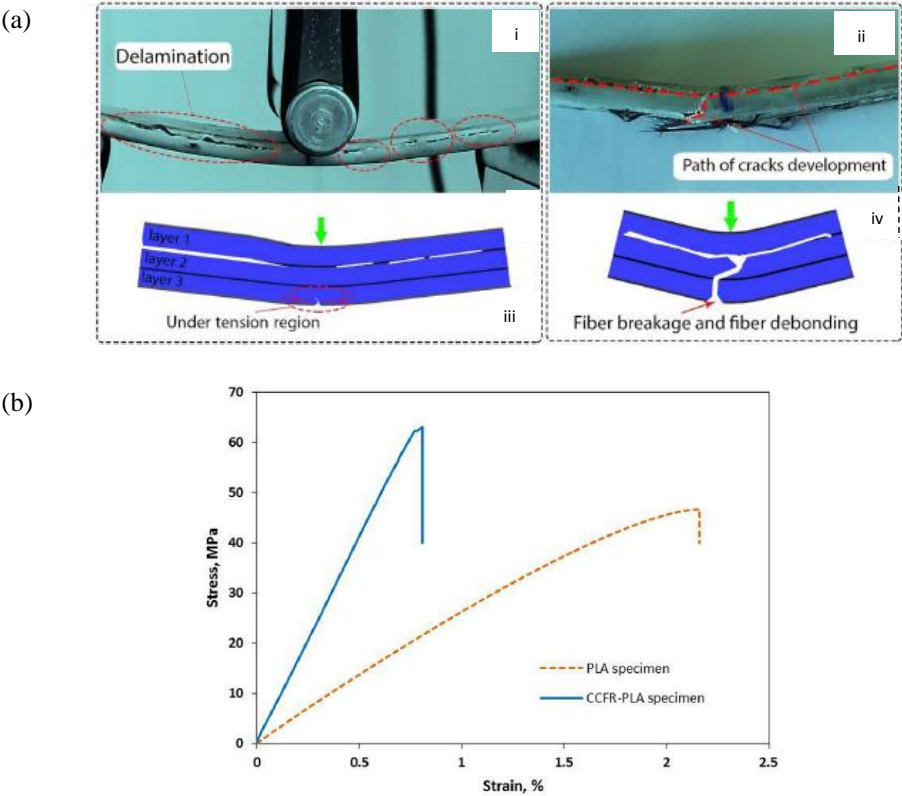 (a)
i
Delamination
ii
Path of cracks development
layer 1
layer 2
layer 3
Under tension region
iii
iv
Fiber breakage and fiber debonding
(b)
70
60
50
40
30
20
10
0
Stress, MPa
PLA specimen
CCFR-PLA specimen
0 0.5 1 1.5 2 2.5
Strain, %